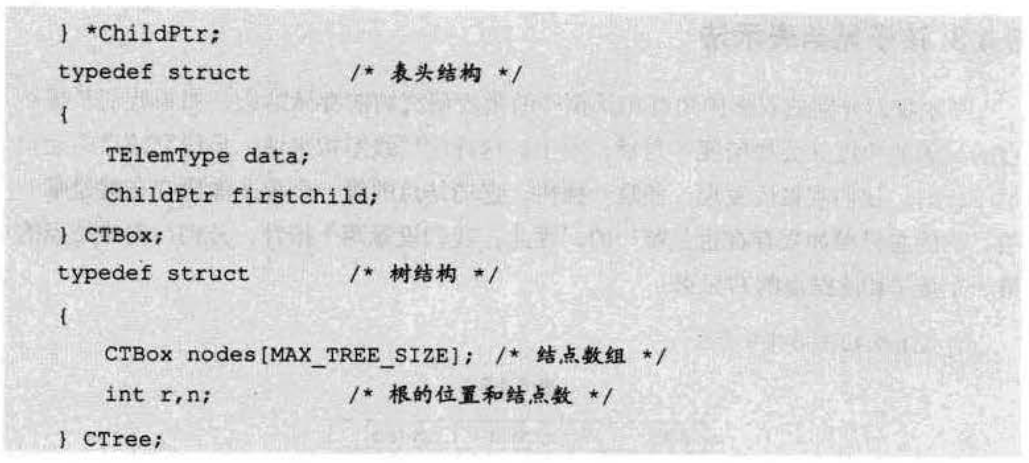 } *ChildPtr;
typedef struct /* 表头结构 */
{
TElemType data;
ChildPtr firstchild;
} CTBox;
typedef struct /* 树结构 */
{
CTBox nodes[MAX_TREE_SIZE]; /* 结点数组 */
int r,n; /* 根的位置和结点数 */
} CTree;